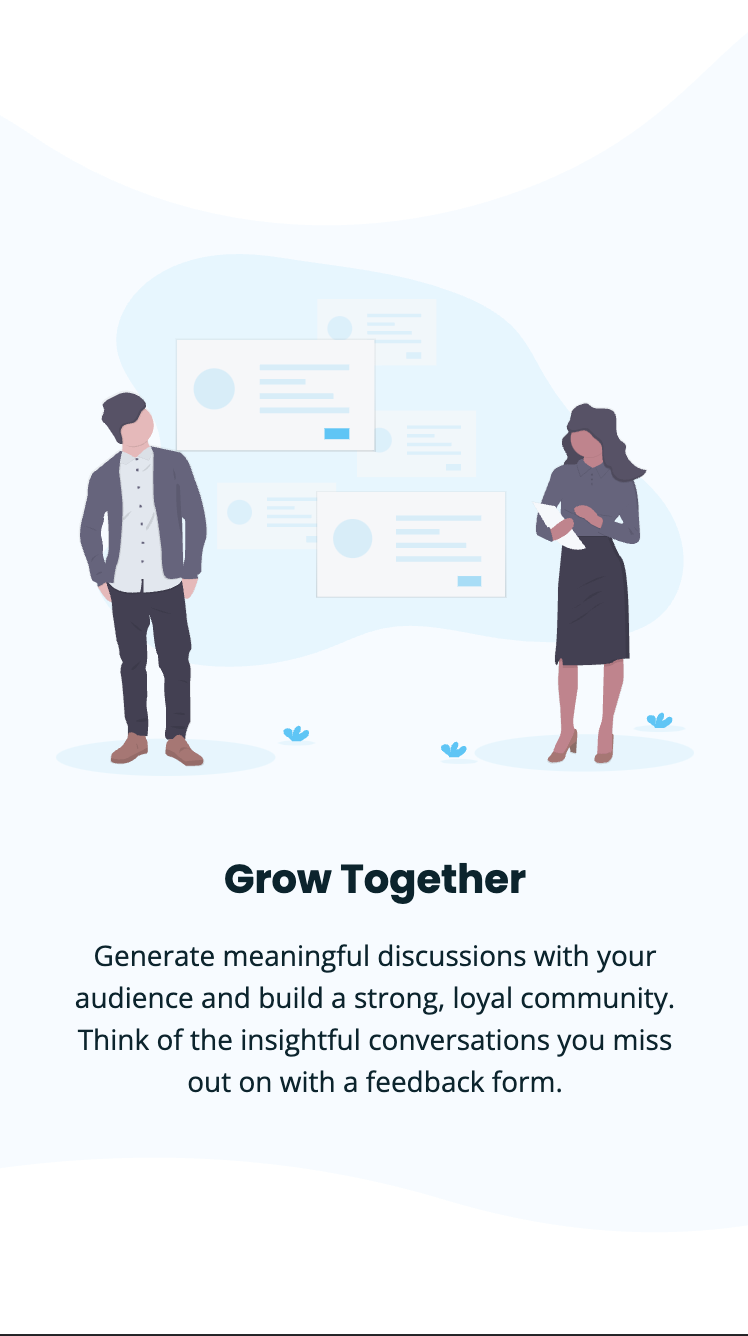 Grow Together
Generate meaningful discussions with your
audience and build a strong, loyal community.
Think of the insightful conversations you miss
out on with a feedback form.